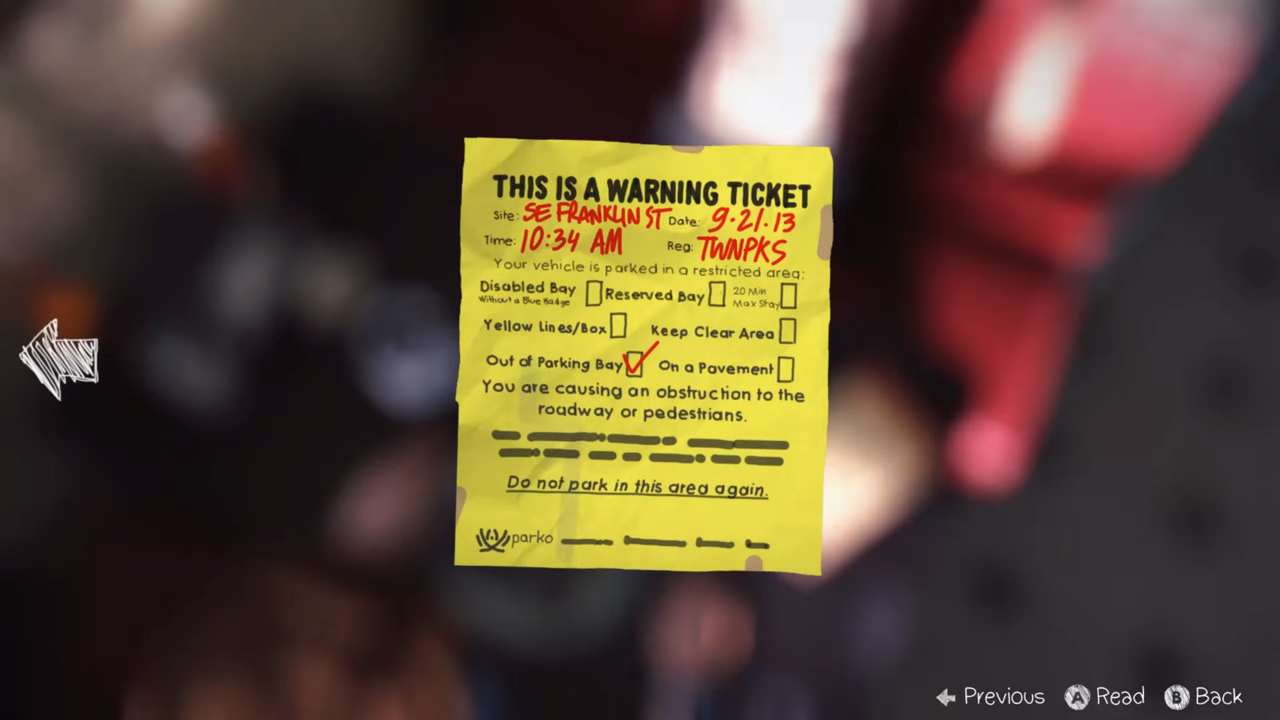 THIS IS A WARNING TICKET
Site: SE FRANKLIN ST Date: 9-21-13
Time: 10:34 AM Reg: TWNPKS
Your vehicle is parked in a restricted area:
Disabled Bay Reserved Bay 20 Min
Without a Blue Badge Max Stay
Yellow Lines/Box Keep Clear Area
Out of Parking Bay On a Pavement
You are causing an obstruction to the
roadway or pedestrians.
Do not park in this area again.
parko
Previous A Read B Back